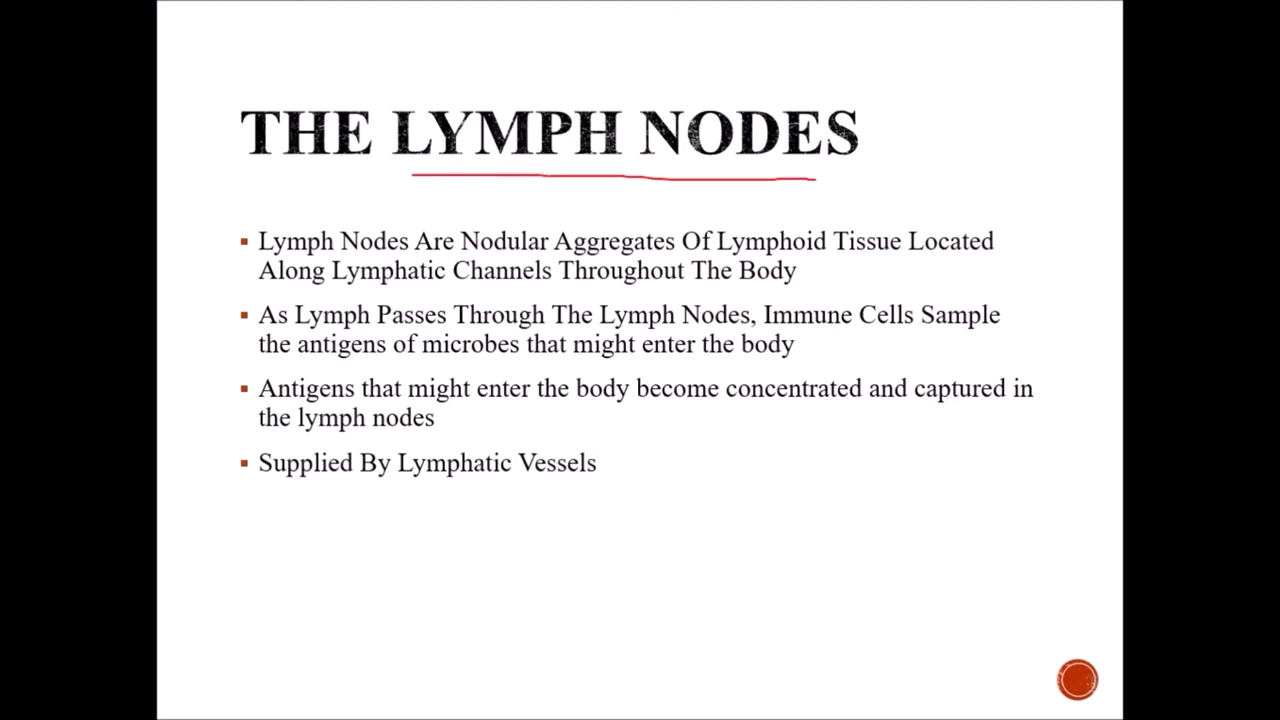 THE LYMPH NODES
▪ Lymph Nodes Are Nodular Aggregates Of Lymphoid Tissue Located
Along Lymphatic Channels Throughout The Body
▪ As Lymph Passes Through The Lymph Nodes, Immune Cells Sample
the antigens of microbes that might enter the body
▪ Antigens that might enter the body become concentrated and captured in
the lymph nodes
▪ Supplied By Lymphatic Vessels